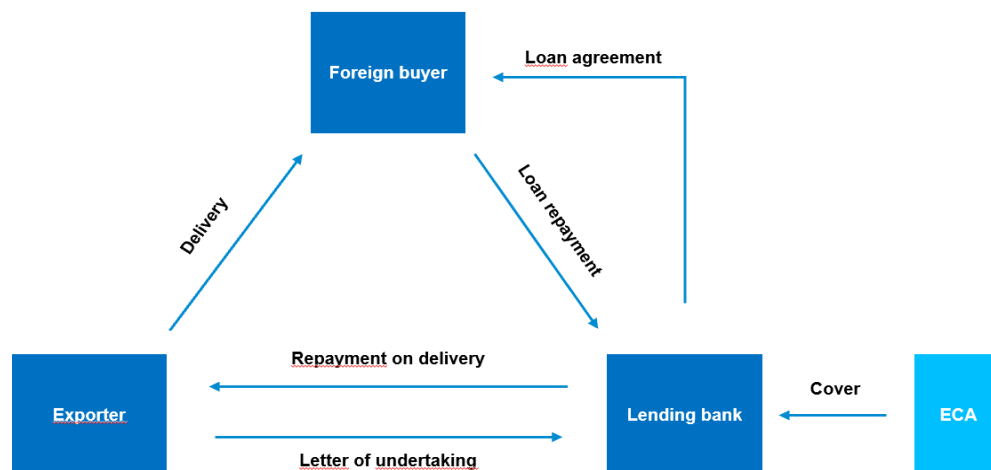 Foreign buyer
Loan agreement
Delivery
Loan repayment
Repayment on delivery
Exporter
Lending bank
Cover
ECA
Letter of undertaking